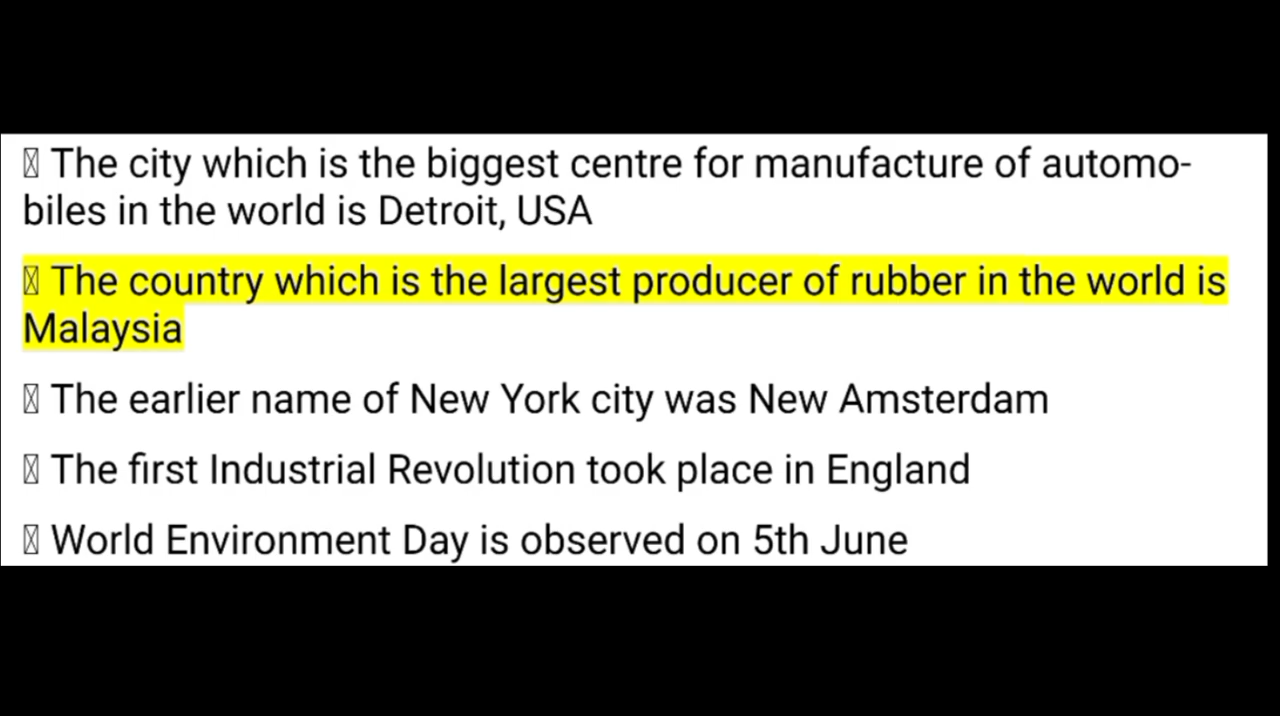 The city which is the biggest centre for manufacture of automo-
biles in the world is Detroit, USA
The country which is the largest producer of rubber in the world is
Malaysia
The earlier name of New York city was New Amsterdam
The first Industrial Revolution took place in England
World Environment Day is observed on 5th June